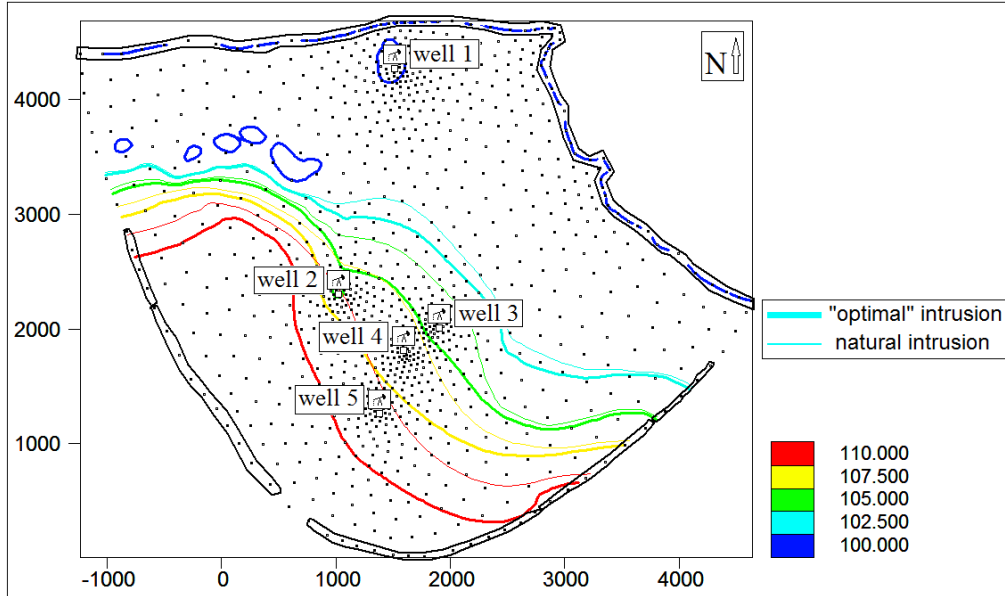 well 1
N
4000
3000
well 2
well 3
2000
well 4
"optimal" intrusion
natural intrusion
well 5
1000
110.000
107.500
105.000
102.500
100.000
-1000 0 1000 2000 3000 4000